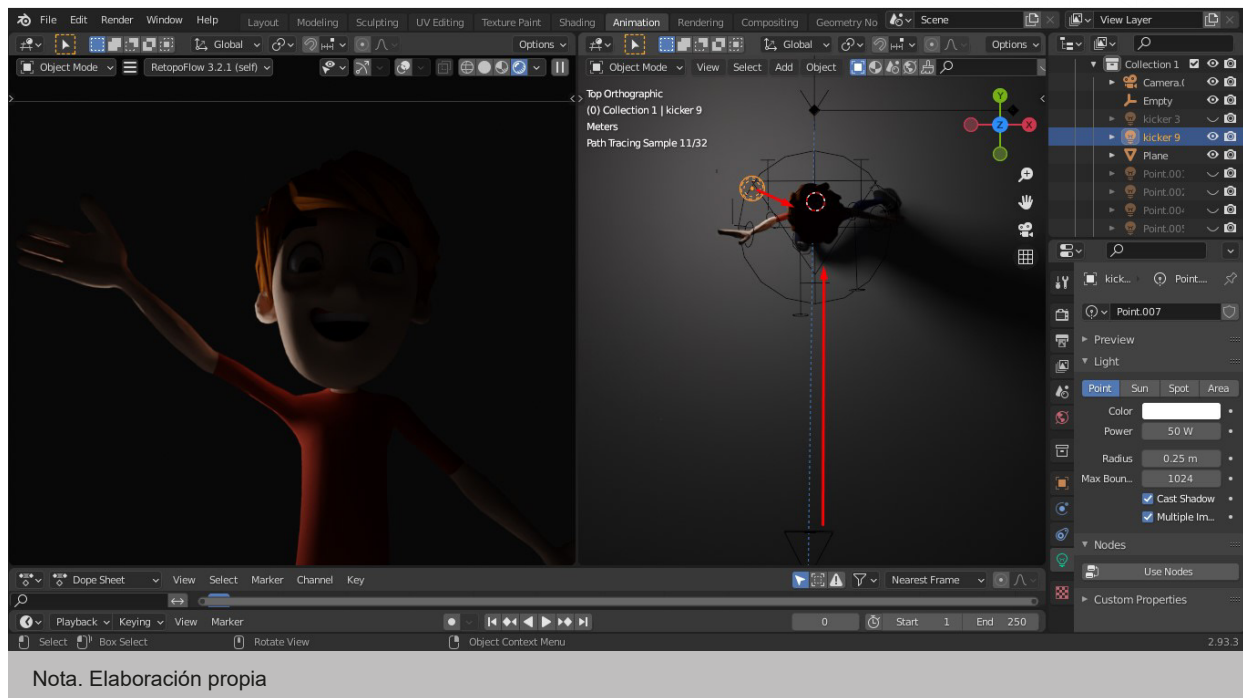 File Edit Render Window Help Layout Modeling Sculpting UV Editing Texture Paint Shading Animation Rendering Compositing Geometry No Scene View Layer
Global Options Global Options
Object Mode RetopoFlow 3.2.1 (self) Object Mode View Select Add Object
Top Orthographic
(0) Collection 1 | kicker 9
Meters
Path Tracing Sample 11/32
Y
Z
X
Collection 1
Camera.(
Empty
kicker 3
kicker 9
Plane
Point.00
Point.00
Point.00
Point.00
kick... Point....
Point.007
Preview
Light
Point Sun Spot Area
Color
Power 50 W
Radius 0.25 m
Max Boun... 1024
Cast Shadow
Multiple Im...
Nodes
Use Nodes
Custom Properties
Dope Sheet View Select Marker Channel Key Nearest Frame
Playback Keying View Marker 0 Start 1 End 250
Select Box Select Rotate View Object Context Menu 2.93.3
Nota. Elaboración propia